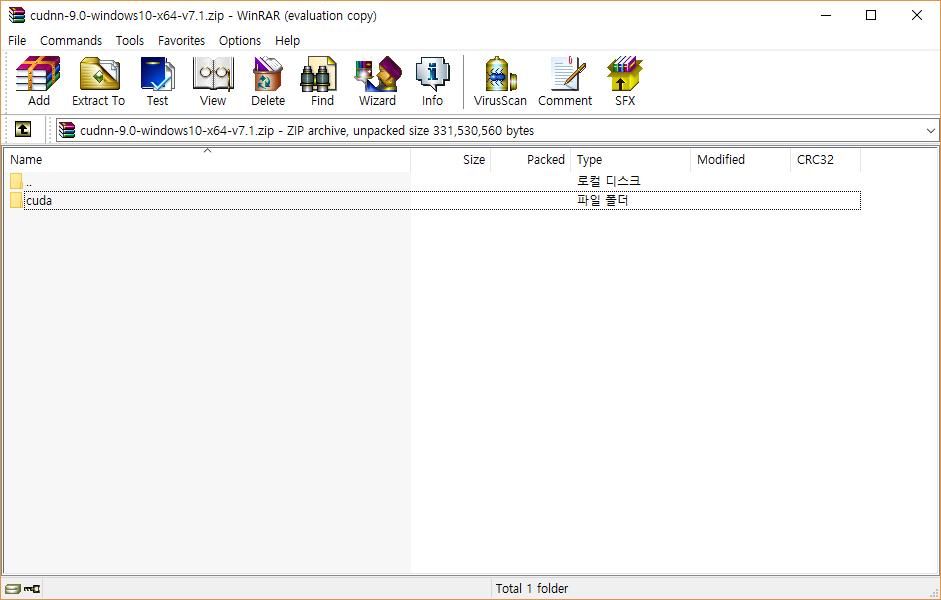 cudnn-9.0-windows10-x64-v7.1.zip - WinRAR (evaluation copy)
File Commands Tools Favorites Options Help
Add Extract To Test View Delete Find Wizard Info VirusScan Comment SFX
cudnn-9.0-windows10-x64-v7.1.zip - ZIP archive, unpacked size 331,530,560 bytes
Name Size Packed Type Modified CRC32
.. 로컬 디스크
cuda 파일 폴더
Total 1 folder